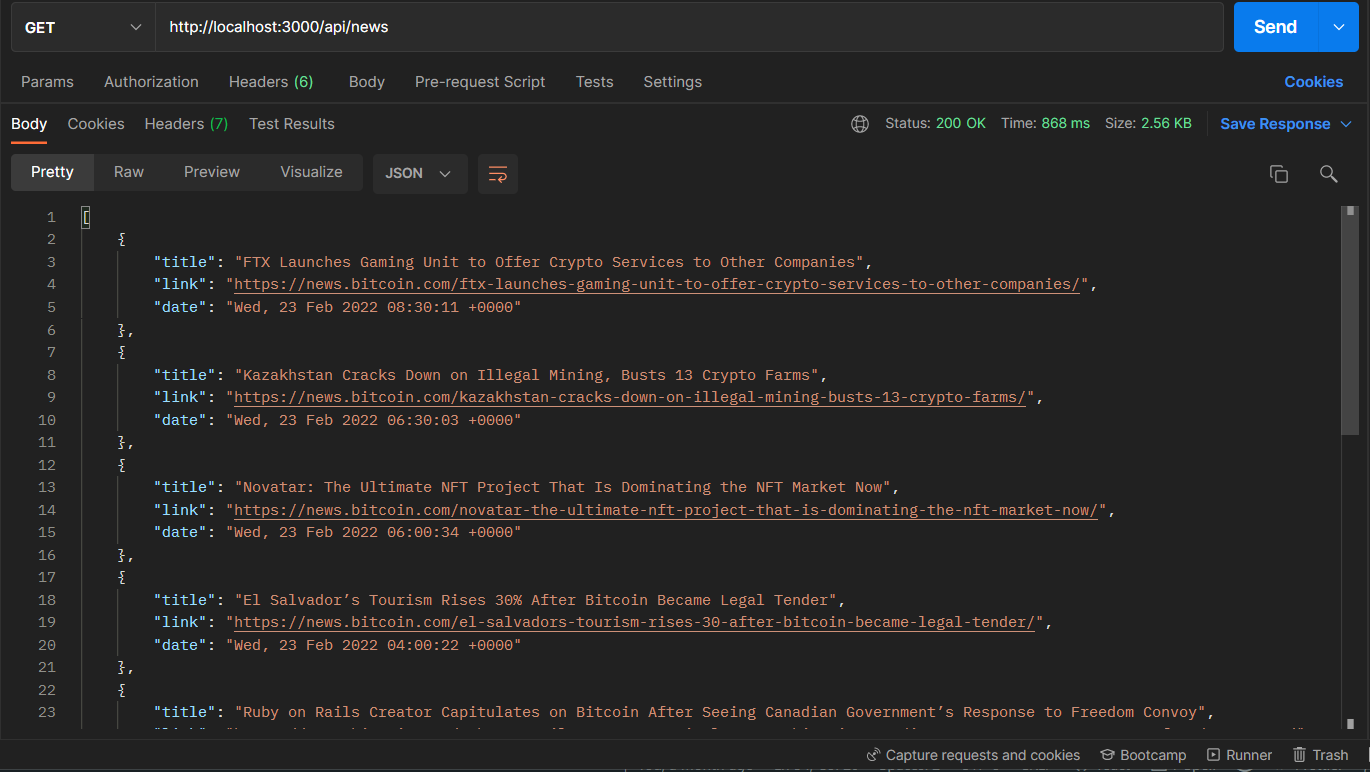 GET http://localhost:3000/api/news Send
Params Authorization Headers (6) Body Pre-request Script Tests Settings Cookies
Body Cookies Headers (7) Test Results Status: 200 OK Time: 868 ms Size: 2.56 KB Save Response
Pretty Raw Preview Visualize JSON
1 [
2 {
3 "title": "FTX Launches Gaming Unit to Offer Crypto Services to Other Companies",
4 "link": "https://news.bitcoin.com/ftx-launches-gaming-unit-to-offer-crypto-services-to-other-companies/",
5 "date": "Wed, 23 Feb 2022 08:30:11 +0000"
6 },
7 {
8 "title": "Kazakhstan Cracks Down on Illegal Mining, Busts 13 Crypto Farms",
9 "link": "https://news.bitcoin.com/kazakhstan-cracks-down-on-illegal-mining-busts-13-crypto-farms/",
10 "date": "Wed, 23 Feb 2022 06:30:03 +0000"
11 },
12 {
13 "title": "Novatar: The Ultimate NFT Project That Is Dominating the NFT Market Now",
14 "link": "https://news.bitcoin.com/novatar-the-ultimate-nft-project-that-is-dominating-the-nft-market-now/",
15 "date": "Wed, 23 Feb 2022 06:00:34 +0000"
16 },
17 {
18 "title": "El Salvador’s Tourism Rises 30% After Bitcoin Became Legal Tender",
19 "link": "https://news.bitcoin.com/el-salvadors-tourism-rises-30-after-bitcoin-became-legal-tender/",
20 "date": "Wed, 23 Feb 2022 04:00:22 +0000"
21 },
22 {
23 "title": "Ruby on Rails Creator Capitulates on Bitcoin After Seeing Canadian Government’s Response to Freedom Convoy",
Capture requests and cookies Bootcamp Runner Trash